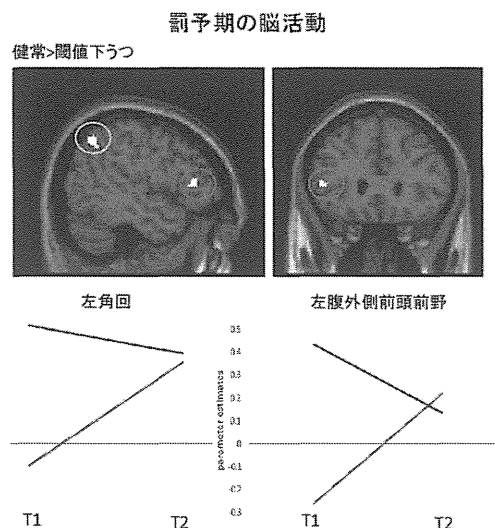 罰予期の脳活動
健常>閾値下うつ
左角回
左腹外側前頭前野
parameter estimates
0.5
0.4
0.3
0.2
0.1
0
-0.1
-0.2
-0.3
T1
T2
T1
T2